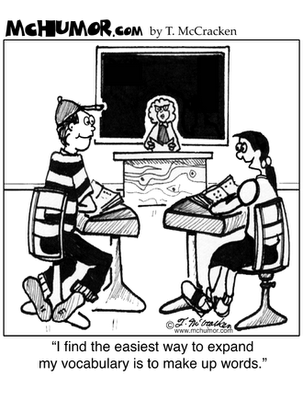 McHUMOR.com by T. McCracken
T. McCracken
©www.mchumor.com
"I find the easiest way to expand
my vocabulary is to make up words."